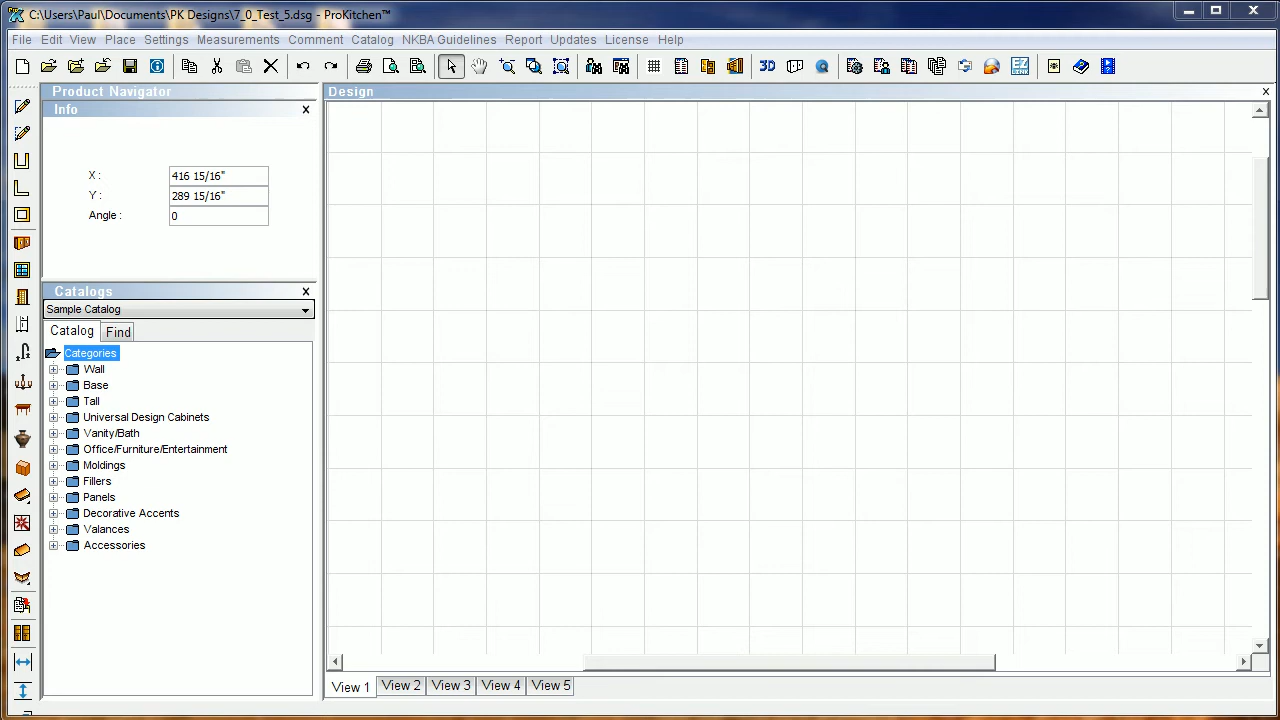 C:\Users\Paul\Documents\PK Designs\7_0_Test_5.dsg - ProKitchen™
File Edit View Place Settings Measurements Comment Catalog NKBA Guidelines Report Updates License Help
3D
Product Navigator
Info
X : 416 15/16"
Y : 289 15/16"
Angle : 0
Catalogs
Sample Catalog
Catalog Find
Categories
Wall
Base
Tall
Universal Design Cabinets
Vanity/Bath
Office/Furniture/Entertainment
Moldings
Fillers
Panels
Decorative Accents
Valances
Accessories
Design
View 1 View 2 View 3 View 4 View 5